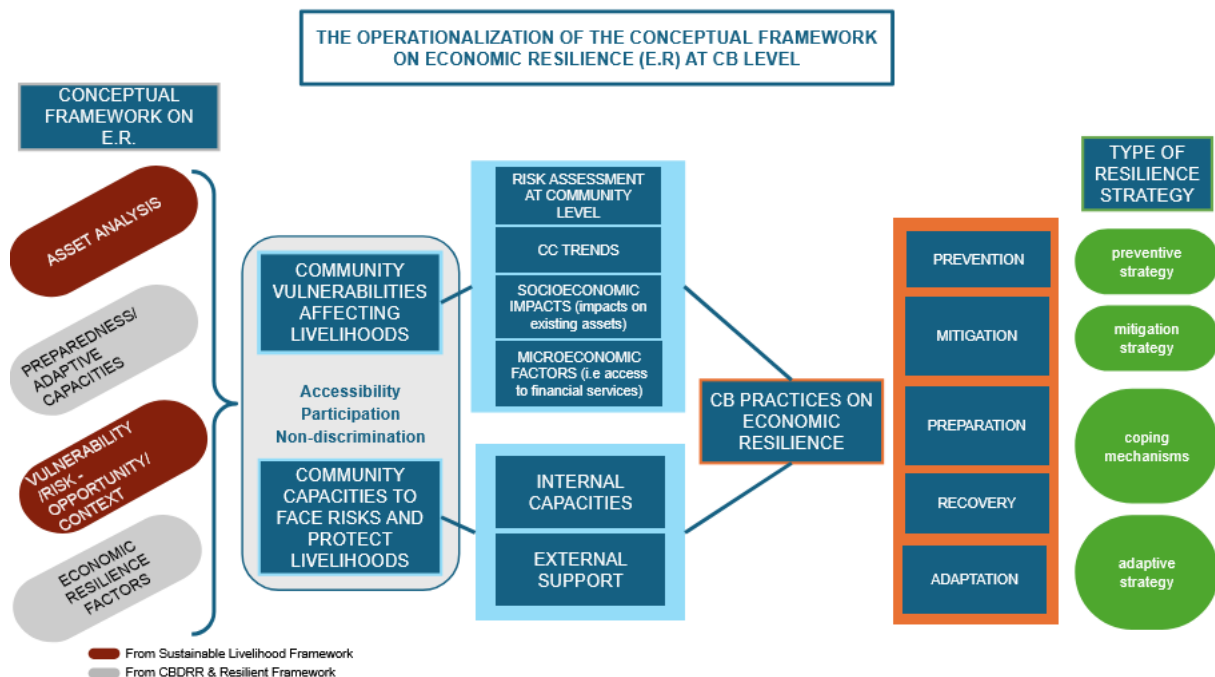 THE OPERATIONALIZATION OF THE CONCEPTUAL FRAMEWORK
ON ECONOMIC RESILIENCE (E.R) AT CB LEVEL
CONCEPTUAL
FRAMEWORK ON
E.R.
ASSET ANALYSIS
PREPAREDNESS/
ADAPTIVE
CAPACITIES
VULNERABILITY
/RISK -
OPPORTUNITY/
CONTEXT
ECONOMIC
RESILIENCE
FACTORS
COMMUNITY
VULNERABILITIES
AFFECTING
LIVELIHOODS
Accessibility
Participation
Non-discrimination
COMMUNITY
CAPACITIES TO
FACE RISKS AND
PROTECT
LIVELIHOODS
RISK ASSESSMENT
AT COMMUNITY
LEVEL
CC TRENDS
SOCIOECONOMIC
IMPACTS (impacts on
existing assets)
MICROECONOMIC
FACTORS (i.e access
to financial services)
INTERNAL
CAPACITIES
EXTERNAL
SUPPORT
CB PRACTICES ON
ECONOMIC
RESILIENCE
PREVENTION
MITIGATION
PREPARATION
RECOVERY
ADAPTATION
TYPE OF
RESILIENCE
STRATEGY
preventive
strategy
mitigation
strategy
coping
mechanisms
adaptive
strategy
From Sustainable Livelihood Framework
From CBDRR & Resilient Framework